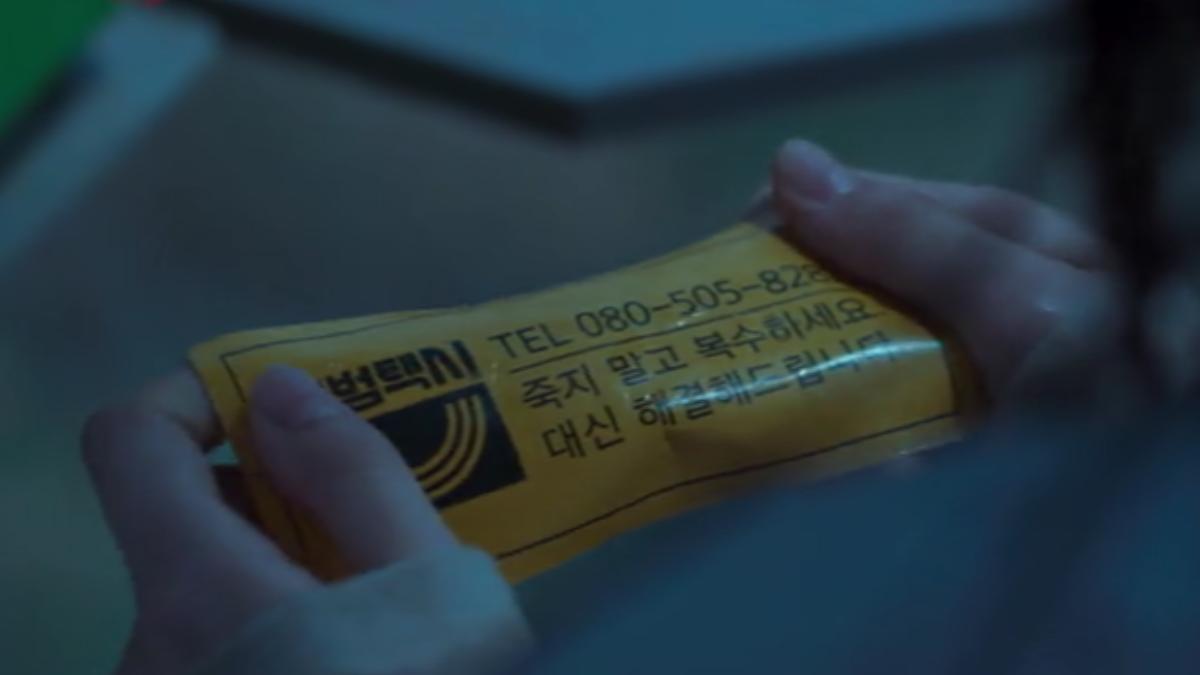 TEL 080-505-828
죽지 말고 복수하세요
대신 해결해드립니다
범택시